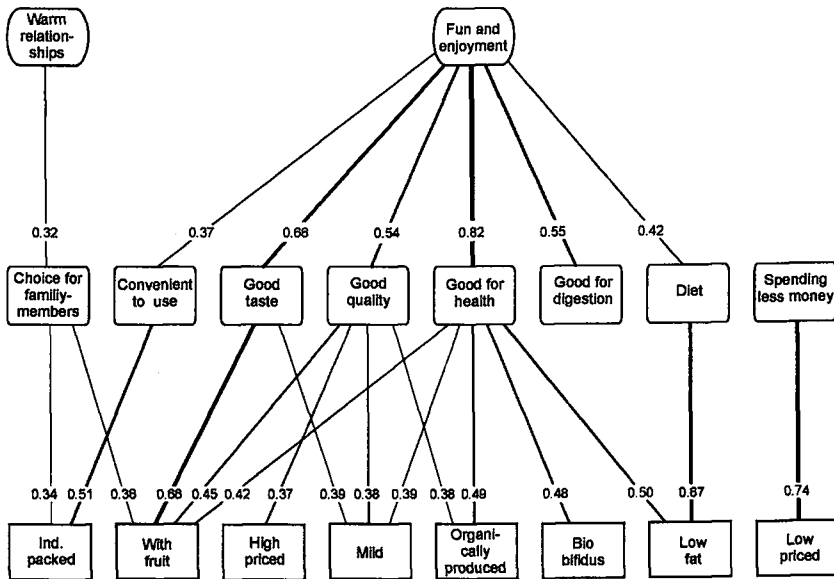 Warm
relation-
ships
Fun and
enjoyment
0.32
0.37
0.68
0.54
0.82
0.55
0.42
Choice for
familiy-
members
Convenient
to use
Good
taste
Good
quality
Good for
health
Good for
digestion
Diet
Spending
less money
0.34
0.51
0.38
0.68
0.45
0.42
0.37
0.39
0.38
0.39
0.38
0.49
0.48
0.50
0.87
0.74
Ind.
packed
With
fruit
High
priced
Mild
Organi-
cally
produced
Bio
bifidus
Low
fat
Low
priced